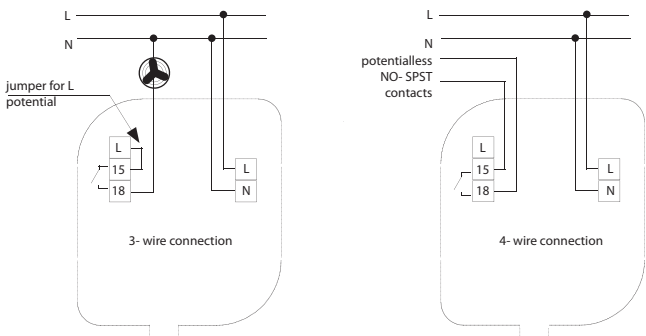 L
N
jumper for L
potential
L
15
18
L
N
3- wire connection
L
N
potentialless
NO- SPST
contacts
L
15
18
L
N
4- wire connection